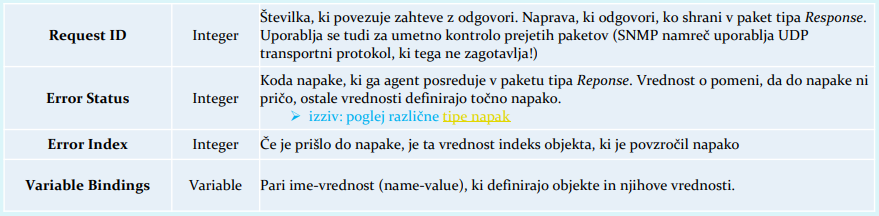 Request ID
Integer
Številka, ki povezuje zahteve z odgovori. Naprava, ki odgovori, ko shrani v paket tipa Response.
Uporablja se tudi za umetno kontrolo prejetih paketov (SNMP namreč uporablja UDP
transportni protokol, ki tega ne zagotavlja!)
Error Status
Integer
Koda napake, ki ga agent posreduje v paketu tipa Reponse. Vrednost 0 pomeni, da do napake ni
pričo, ostale vrednosti definirajo točno napako.
➢ izziv: poglej različne tipe napak
Error Index
Integer
Če je prišlo do napake, je ta vrednost indeks objekta, ki je povzročil napako
Variable Bindings
Variable
Pari ime-vrednost (name-value), ki definirajo objekte in njihove vrednosti.